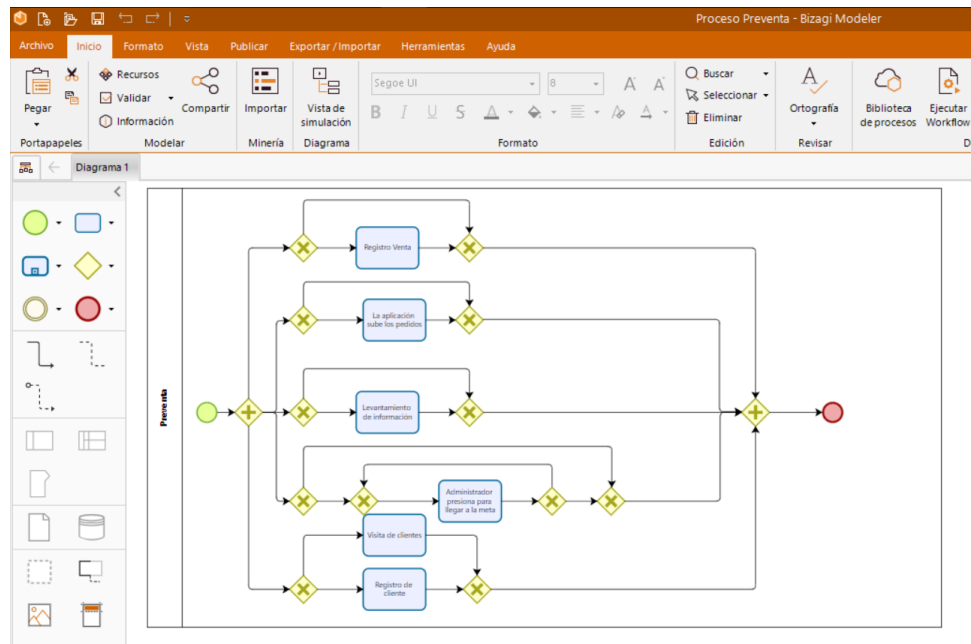 Proceso Preventa - Bizagi Modeler
Archivo Inicio Formato Vista Publicar Exportar / Importar Herramientas Ayuda
Pegar
Portapapeles
Recursos
Validar
Información
Compartir
Modelar
Importar
Minería
Vista de
simulación
Diagrama
Segoe UI 8
B I U S A
Formato
Buscar
Seleccionar
Eliminar
Edición
Ortografía
Revisar
Biblioteca
de procesos
Ejecutar
Workflow
D
Diagrama 1
Preventa
Registro Venta
La aplicación
sube los pedidos
Levantamiento
de información
Administrador
presiona para
llegar a la meta
Visita de clientes
Registro de
cliente